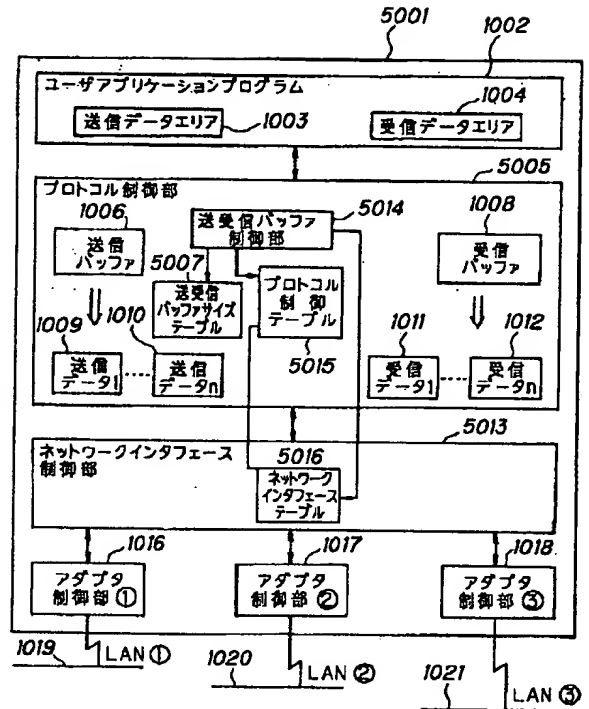 5001
1002
ユーザアプリケーションプログラム
1004
送信データエリア
1003
受信データエリア
5005
プロトコル制御部
1006
送信
バッファ
送受信バッファ
制御部
5014
1008
受信
バッファ
5007
送受信
バッファサイズ
テーブル
プロトコル
制御
テーブル
5015
1009
1010
送信
データ1
送信
データn
1011
1012
受信
データ1
受信
データn
5013
ネットワークインタフェース
制御部
5016
ネットワーク
インタフェース
テーブル
1016
アダプタ
制御部①
1017
アダプタ
制御部②
1018
アダプタ
制御部③
1019
LAN①
1020
LAN②
1021
LAN③